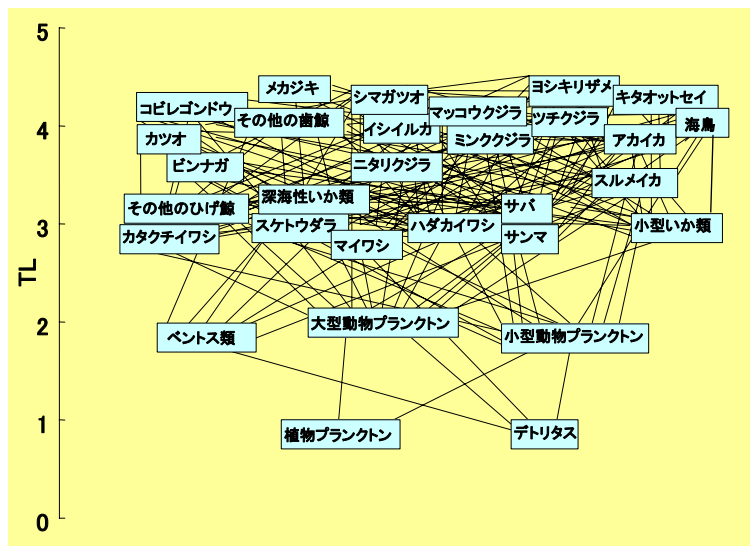 5
4
3
2
1
0
TL
メカジキ
ヨシキリザメ
シマガツオ
キタオットセイ
コビレゴンドウ
マッコウクジラ
その他の歯鯨
ツチクジラ
海鳥
イシイルカ
カツオ
ミンククジラ
アカイカ
ビンナガ
ニタリクジラ
スルメイカ
深海性いか類
その他のひげ鯨
サバ
スケトウダラ
ハダカイワシ
小型いか類
カタクチイワシ
マイワシ
サンマ
大型動物プランクトン
ベントス類
小型動物プランクトン
植物プランクトン
デトリタス